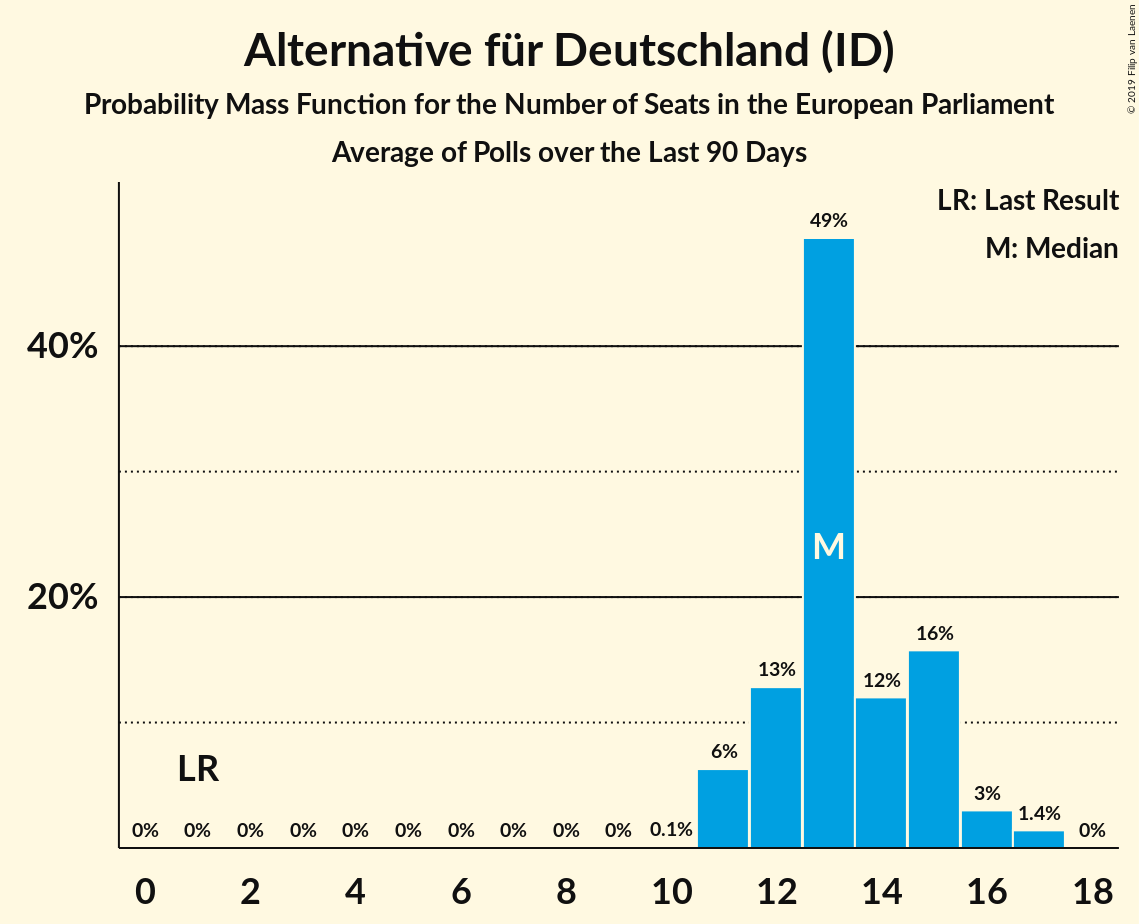 Alternative für Deutschland (ID)
Probability Mass Function for the Number of Seats in the European Parliament
Average of Polls over the Last 90 Days
© 2019 Filip van Laenen
LR: Last Result
M: Median
49%
40%
M
20%
16%
13%
12%
6%
LR
3%
1.4%
0% 0% 0% 0% 0% 0% 0% 0% 0% 0% 0.1% 0%
0 2 4 6 8 10 12 14 16 18